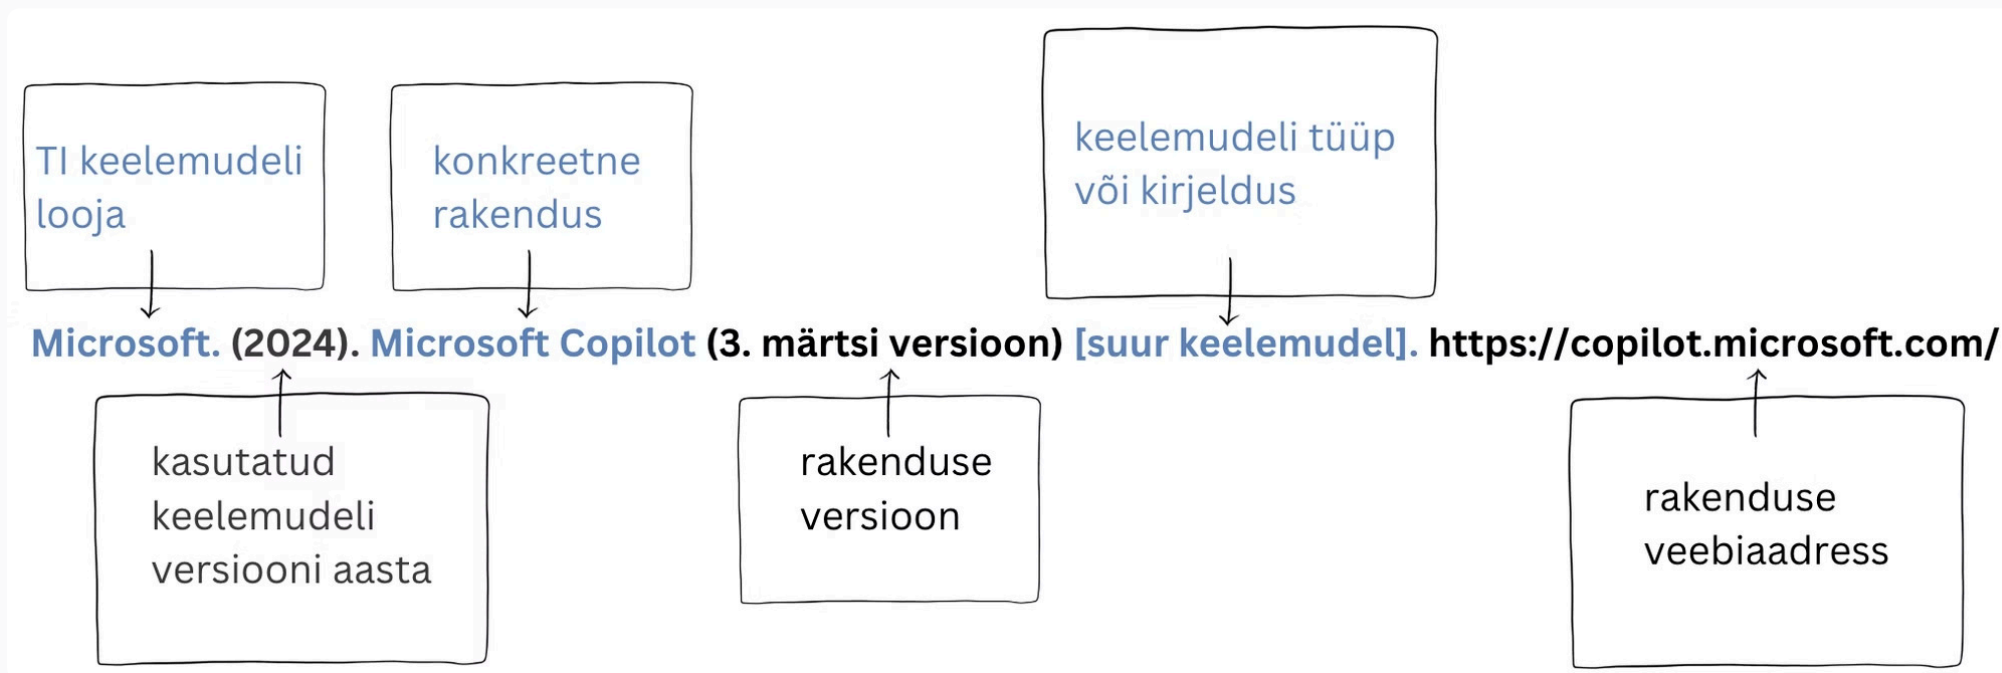 TI keelemudeli
looja
konkreetne
rakendus
keelemudeli tüüp
või kirjeldus
Microsoft. (2024). Microsoft Copilot (3. märtsi versioon) [suur keelemudel]. https://copilot.microsoft.com/
kasutatud
keelemudeli
versiooni aasta
rakenduse
versioon
rakenduse
veebiaadress